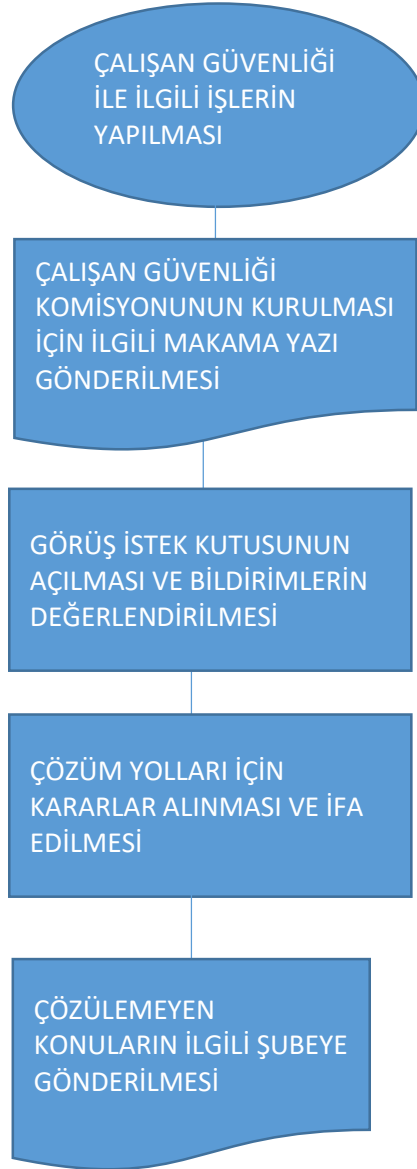 ÇALIŞAN GÜVENLİĞİ
İLE İLGİLİ İŞLERİN
YAPILMASI
ÇALIŞAN GÜVENLİĞİ
KOMİSYONUNUN KURULMASI
İÇİN İLGİLİ MAKAMA YAZI
GÖNDERİLMESİ
GÖRÜŞ İSTEK KUTUSUNUN
AÇILMASI VE BİLDİRİMLERİN
DEĞERLENDİRİLMESİ
ÇÖZÜM YOLLARI İÇİN
KARARLAR ALINMASI VE İFA
EDİLMESİ
ÇÖZÜLEMEYEN
KONULARIN İLGİLİ ŞUBEYE
GÖNDERİLMESİ